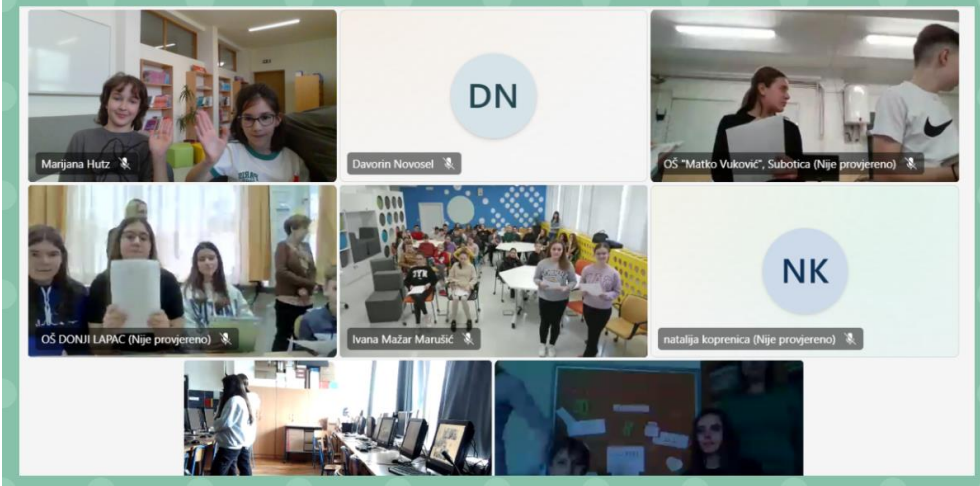 DN
Marijana Hutz
Davorin Novosel
OŠ "Matko Vuković", Subotica (Nije provjereno)
NK
OŠ DONJI LAPAC (Nije provjereno)
Ivana Mažar Marušić
natalija koprenica (Nije provjereno)